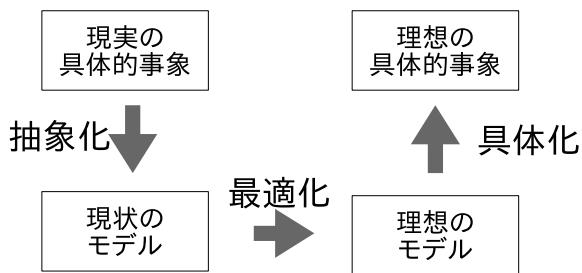 現実の
具体的事象
理想の
具体的事象
抽象化
具体化
最適化
現状の
モデル
理想の
モデル